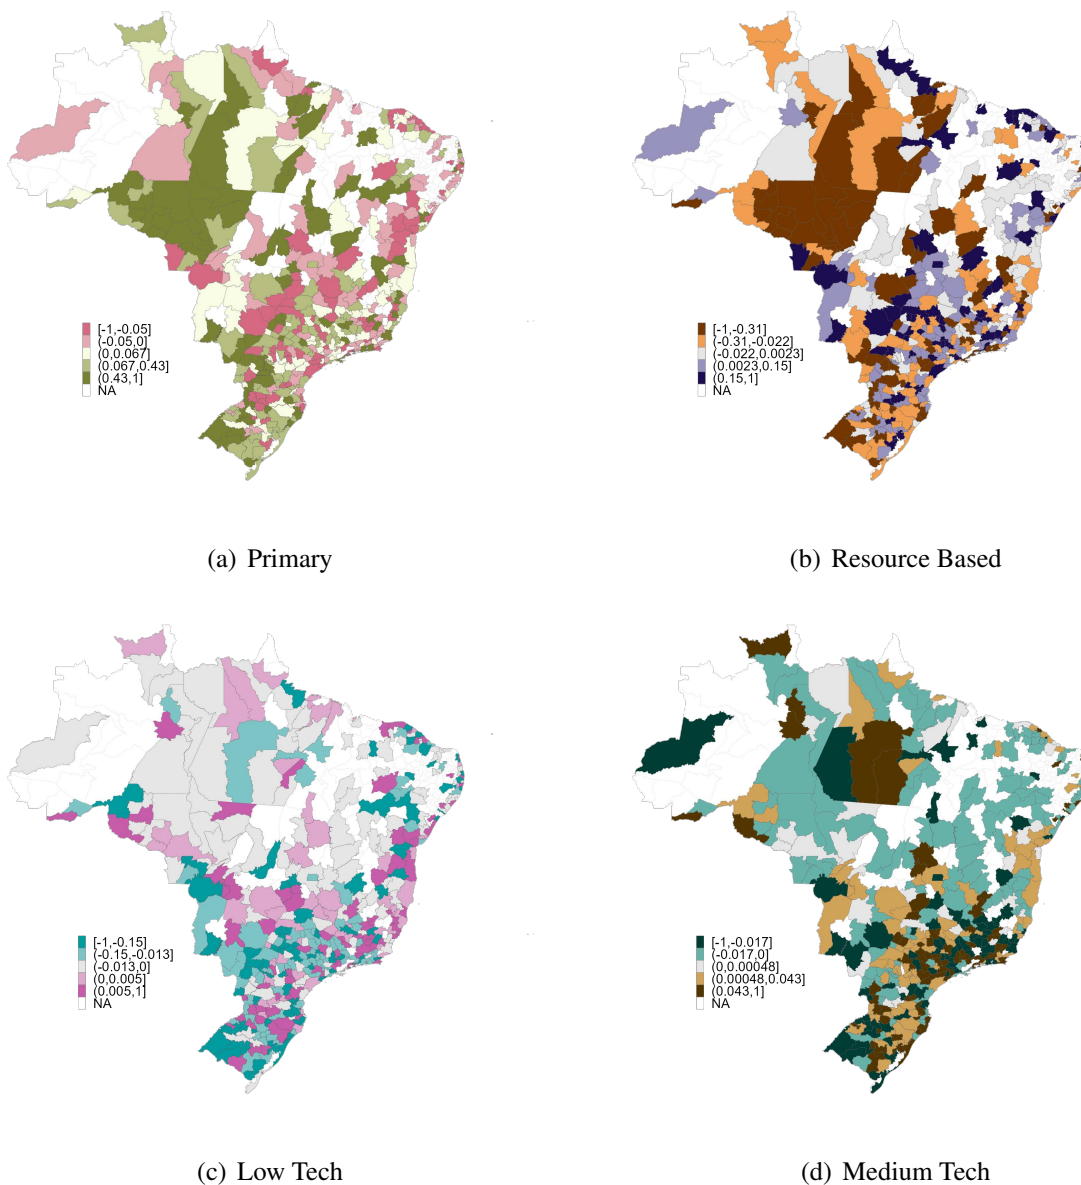 [-1,-0.05]
(-0.05,0]
(0,0.067]
(0.067,0.43]
(0.43,1]
NA
(a) Primary
[-1,-0.31]
(-0.31,-0.022]
(-0.022,0.0023]
(0.0023,0.15]
(0.15,1]
NA
(b) Resource Based
[-1,-0.15]
(-0.15,-0.013]
(-0.013,0]
(0,0.005]
(0.005,1]
NA
(c) Low Tech
[-1,-0.017]
(-0.017,0]
(0,0.00048]
(0.00048,0.043]
(0.043,1]
NA
(d) Medium Tech